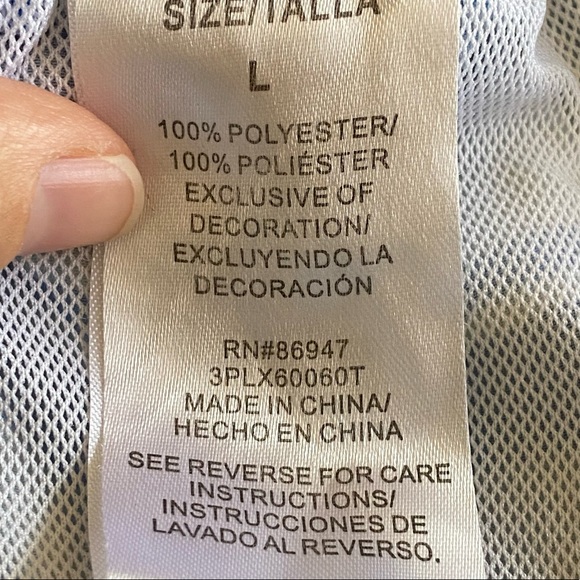 SIZE/TALLA
L
100% POLYESTER/
100% POLIÉSTER
EXCLUSIVE OF
DECORATION/
EXCLUYENDO LA
DECORACIÓN
RN#86947
3PLX60060T
MADE IN CHINA/
HECHO EN CHINA
SEE REVERSE FOR CARE
INSTRUCTIONS/
INSTRUCCIONES DE
LAVADO AL REVERSO.